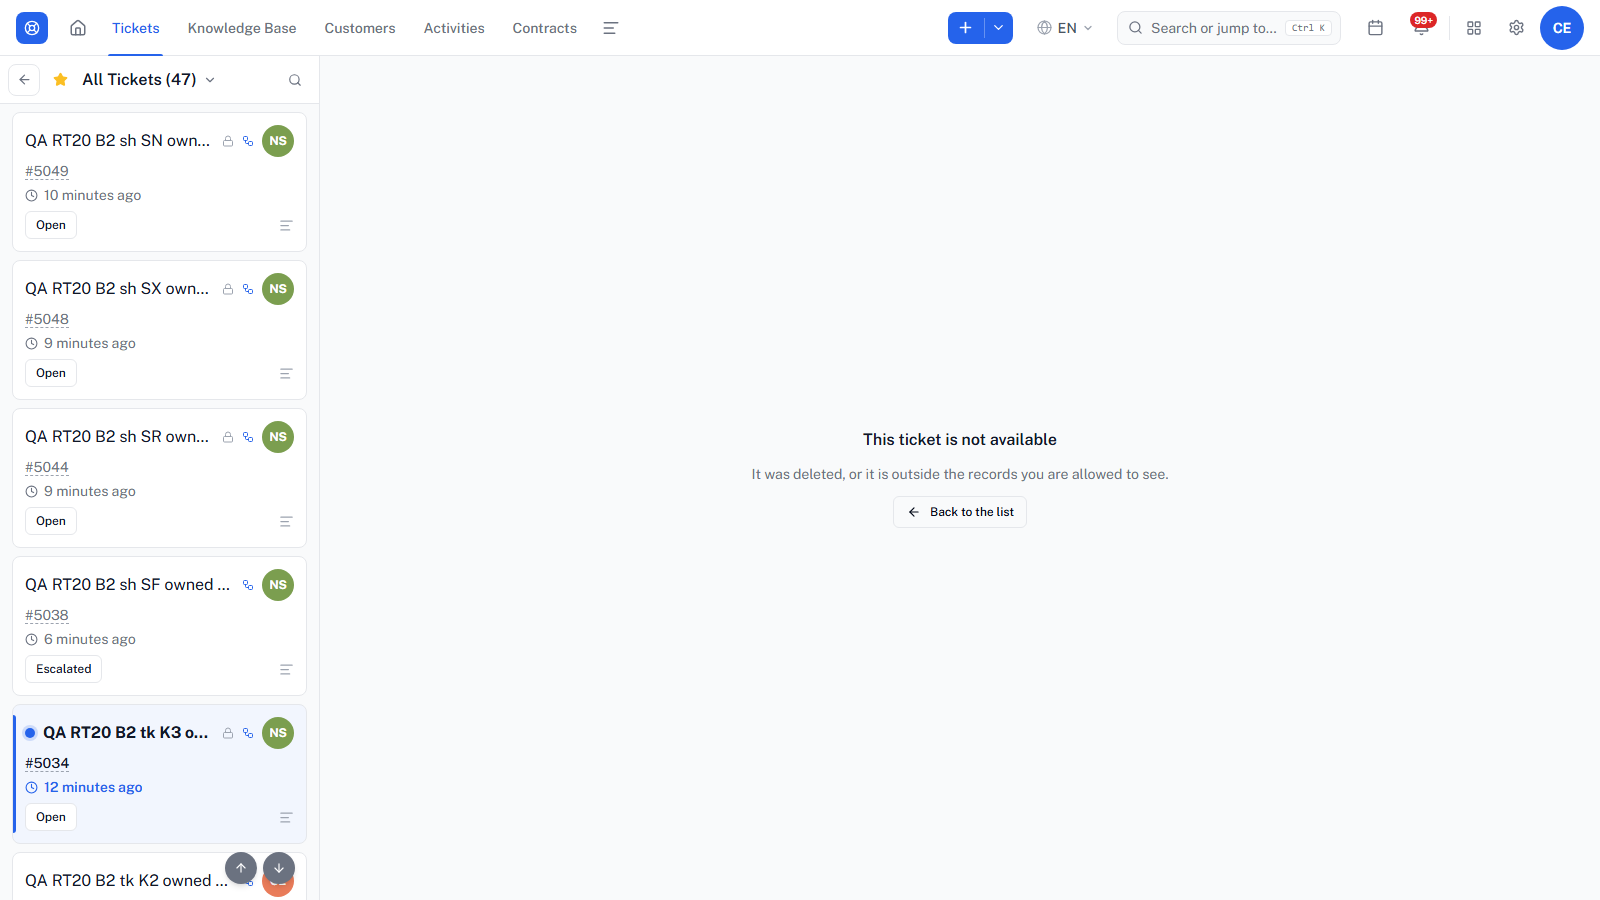 Tickets
Knowledge Base
Customers
Activities
Contracts
EN
Search or jump to...
Ctrl K
99+
CE
All Tickets (47)
QA RT20 B2 sh SN own...
NS
#5049
10 minutes ago
Open
QA RT20 B2 sh SX own...
NS
#5048
9 minutes ago
Open
QA RT20 B2 sh SR own...
NS
#5044
9 minutes ago
Open
QA RT20 B2 sh SF owned ...
NS
#5038
6 minutes ago
Escalated
QA RT20 B2 tk K3 o...
NS
#5034
12 minutes ago
Open
QA RT20 B2 tk K2 owned ...
This ticket is not available
It was deleted, or it is outside the records you are allowed to see.
Back to the list